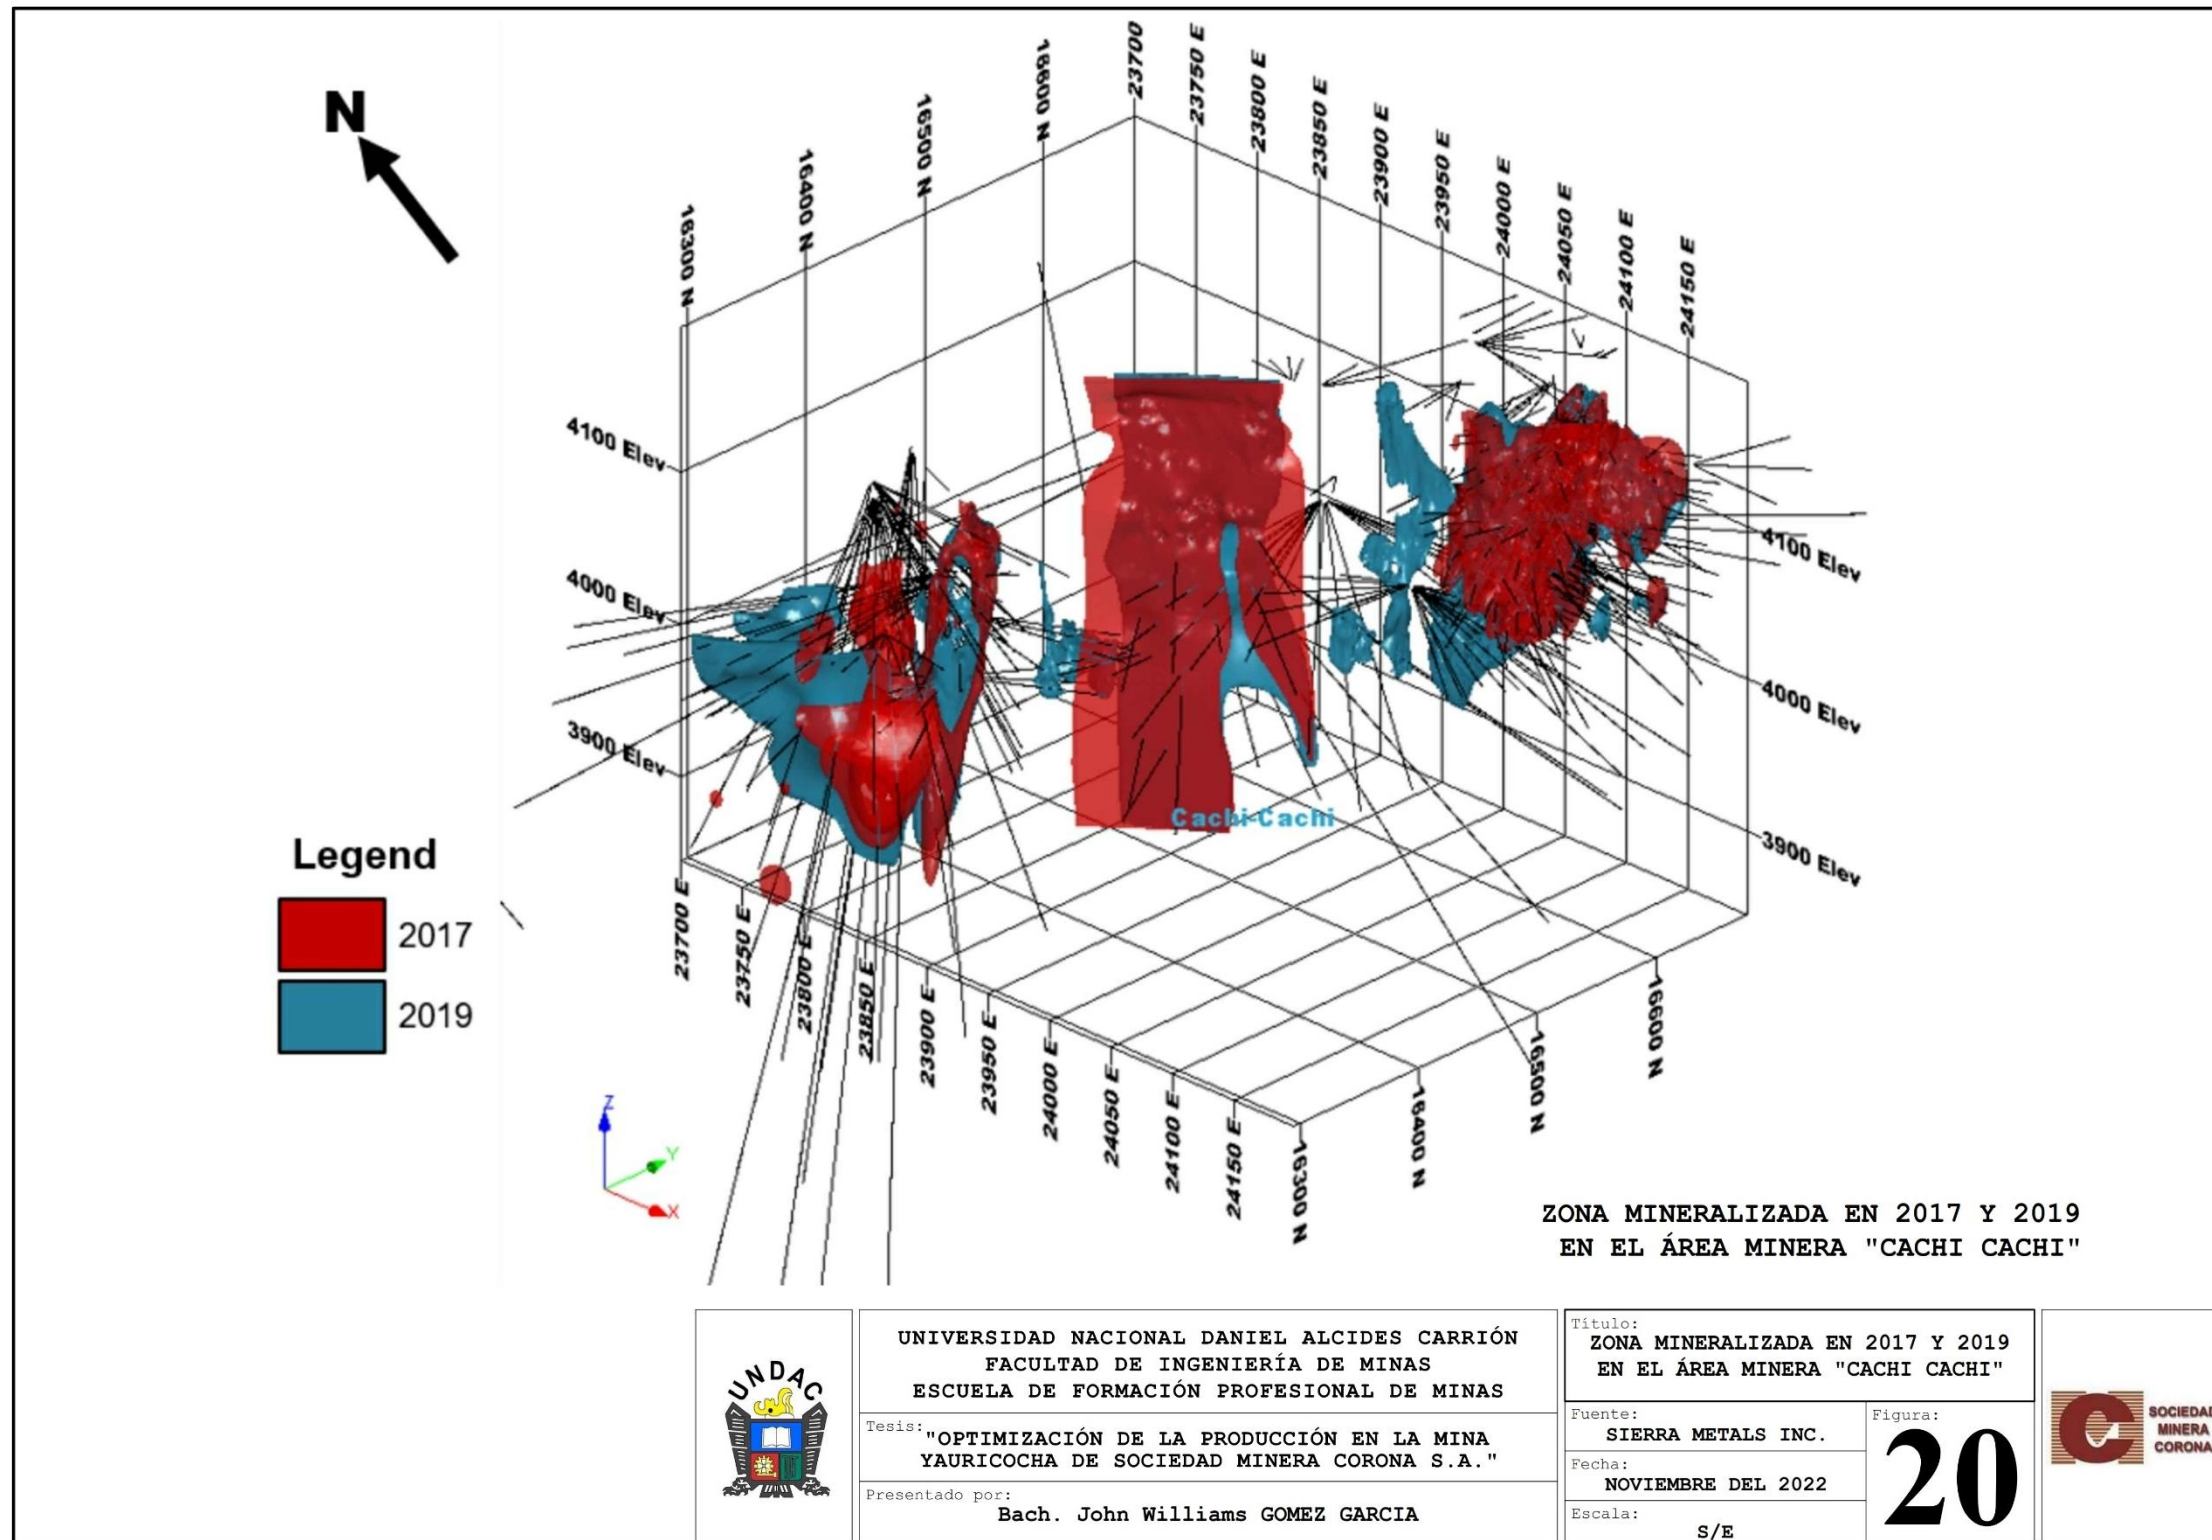 N
16300 N
16400 N
16500 N
16600 N
23700
23750 E
23800 E
23850 E
23900 E
23950 E
24000 E
24050 E
24100 E
24150 E
4100 Elev
4000 Elev
3900 Elev
4100 Elev
4000 Elev
3900 Elev
Cachi-Cachi
Legend
2017
2019
23700 E
23750 E
23800 E
23850 E
23900 E
23950 E
24000 E
24050 E
24100 E
24150 E
16300 N
16400 N
16500 N
16600 N
Z
Y
X
ZONA MINERALIZADA EN 2017 Y 2019
EN EL ÁREA MINERA "CACHI CACHI"
UNDAC
UNIVERSIDAD NACIONAL DANIEL ALCIDES CARRIÓN
FACULTAD DE INGENIERÍA DE MINAS
ESCUELA DE FORMACIÓN PROFESIONAL DE MINAS
Tesis: "OPTIMIZACIÓN DE LA PRODUCCIÓN EN LA MINA
YAURICOCHA DE SOCIEDAD MINERA CORONA S.A."
Presentado por:
Bach. John Williams GOMEZ GARCIA
Título:
ZONA MINERALIZADA EN 2017 Y 2019
EN EL ÁREA MINERA "CACHI CACHI"
Fuente:
SIERRA METALS INC.
Fecha:
NOVIEMBRE DEL 2022
Escala:
S/E
Figura:
20
SOCIEDAD
MINERA
CORONA